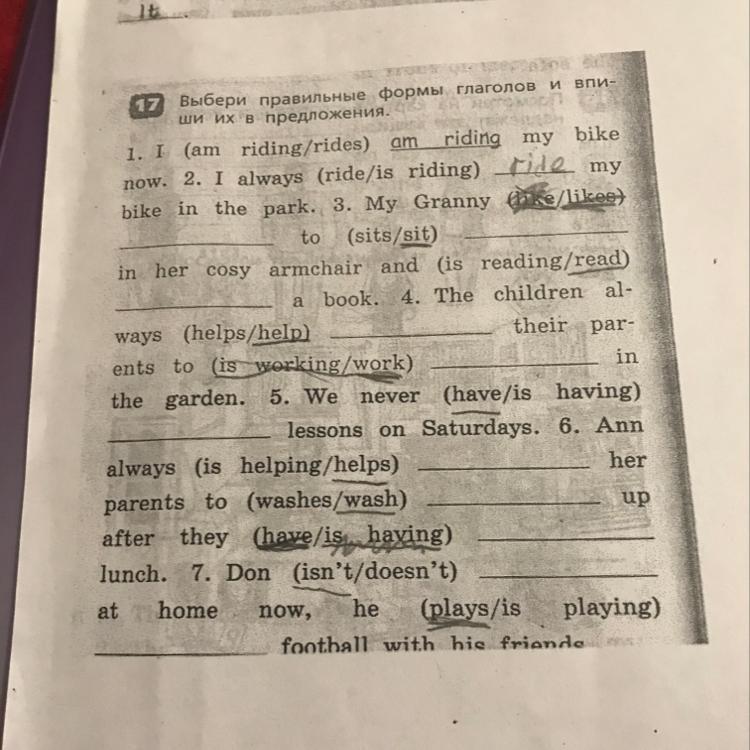 It
17 Выбери правильные формы глаголов и впи-
ши их в предложения.
1. I (am riding/rides) am riding my bike
now. 2. I always (ride/is riding) ride my
bike in the park. 3. My Granny (like/likes)
to (sits/sit)
in her cosy armchair and (is reading/read)
a book. 4. The children al-
ways (helps/help) their par-
ents to (is working/work) in
the garden. 5. We never (have/is having)
lessons on Saturdays. 6. Ann
always (is helping/helps) her
parents to (washes/wash) up
after they (have/is having)
lunch. 7. Don (isn't/doesn't)
at home now, he (plays/is playing)
football with his friends